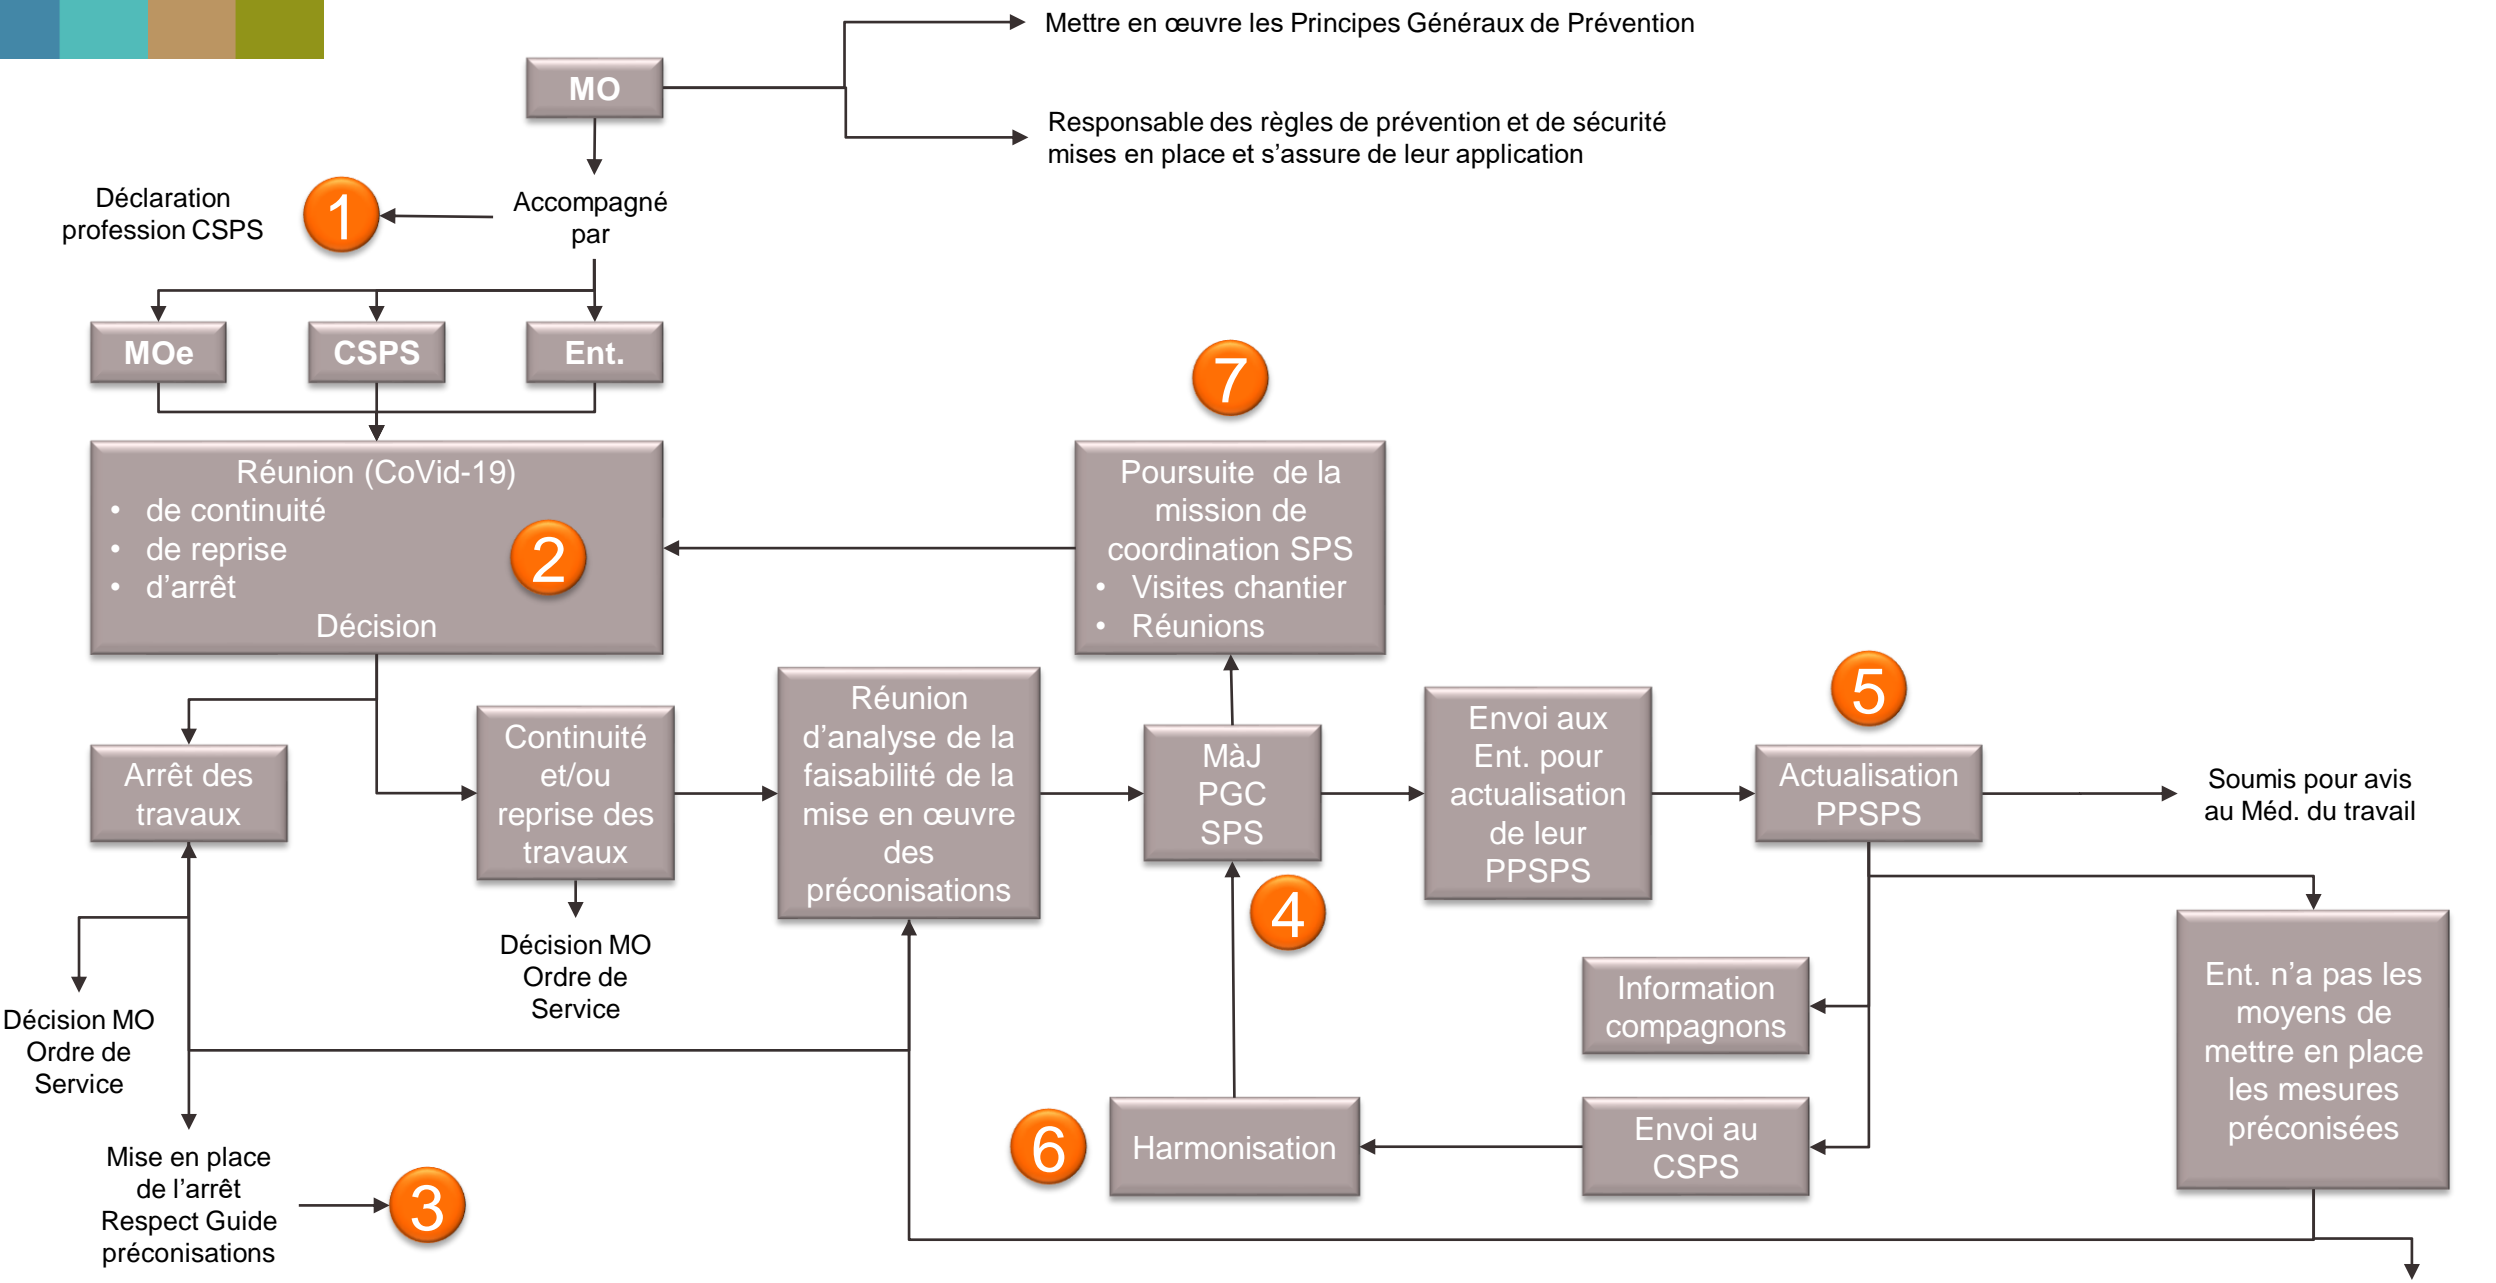 Mettre en œuvre les Principes Généraux de Prévention
MO
Responsable des règles de prévention et de sécurité
mises en place et s’assure de leur application
Déclaration
profession CSPS
1
Accompagné
par
MOe
CSPS
Ent.
7
Réunion (CoVid-19)
• de continuité
• de reprise
• d’arrêt
Décision
2
Poursuite de la
mission de
coordination SPS
• Visites chantier
• Réunions
5
Arrêt des
travaux
Continuité
et/ou
reprise des
travaux
Réunion
d’analyse de la
faisabilité de la
mise en œuvre
des
préconisations
MàJ
PGC
SPS
Envoi aux
Ent. pour
actualisation
de leur
PPSPS
Actualisation
PPSPS
Soumis pour avis
au Méd. du travail
4
Décision MO
Ordre de
Service
Décision MO
Ordre de
Service
Information
compagnons
Ent. n’a pas les
moyens de
mettre en place
les mesures
préconisées
6
Harmonisation
Envoi au
CSPS
Mise en place
de l’arrêt
Respect Guide
préconisations
3